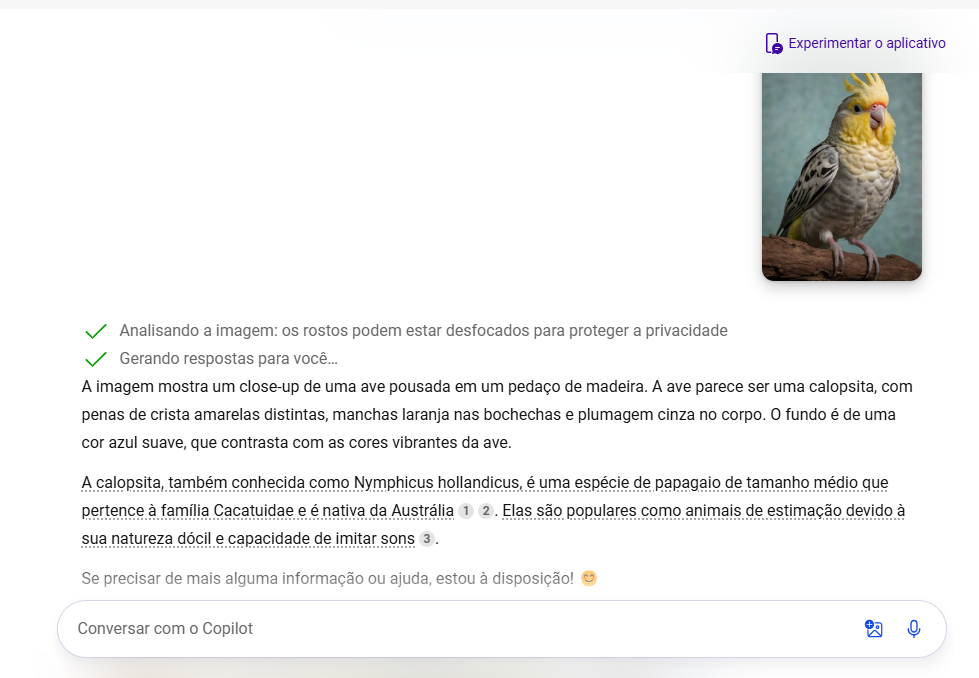 Experimentar o aplicativo
Analisando a imagem: os rostos podem estar desfocados para proteger a privacidade
Gerando respostas para você...
A imagem mostra um close-up de uma ave pousada em um pedaço de madeira. A ave parece ser uma calopsita, com
penas de crista amarelas distintas, manchas laranja nas bochechas e plumagem cinza no corpo. O fundo é de uma
cor azul suave, que contrasta com as cores vibrantes da ave.
A calopsita, também conhecida como Nymphicus hollandicus, é uma espécie de papagaio de tamanho médio que
pertence à família Cacatuidae e é nativa da Austrália 1 2. Elas são populares como animais de estimação devido à
sua natureza dócil e capacidade de imitar sons 3.
Se precisar de mais alguma informação ou ajuda, estou à disposição! 😊
Conversar com o Copilot